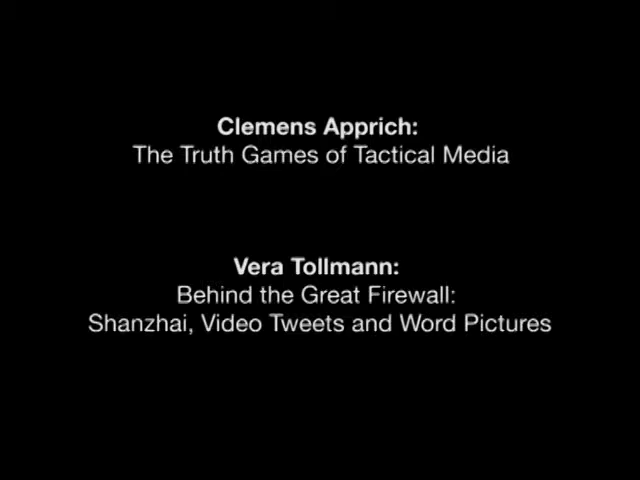 Clemens Apprich:
The Truth Games of Tactical Media
Vera Tollmann:
Behind the Great Firewall:
Shanzhai, Video Tweets and Word Pictures